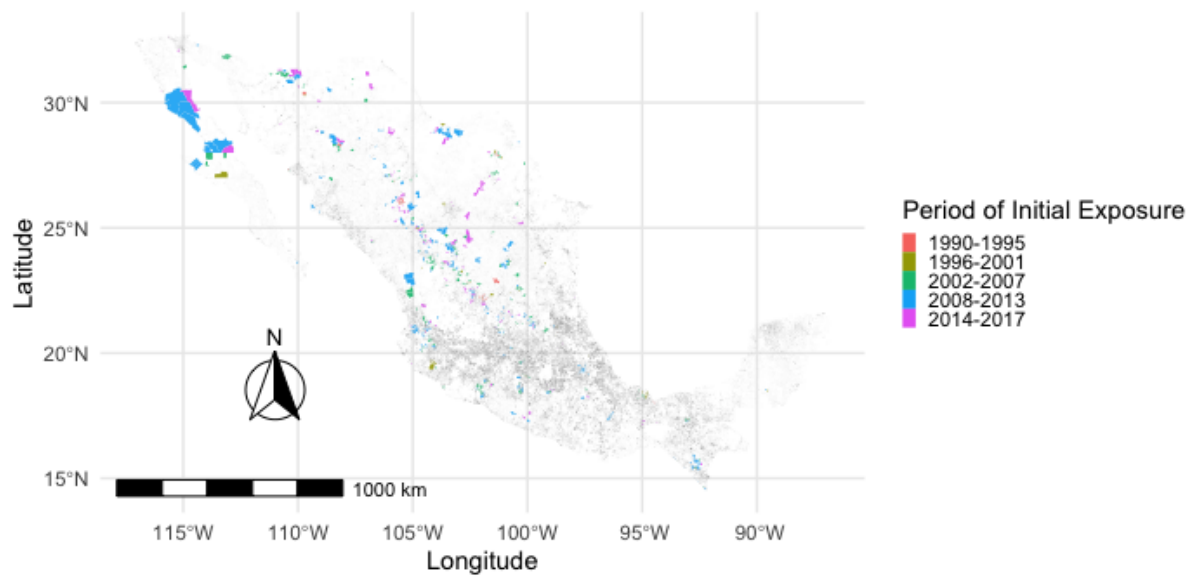 30°N
25°N
20°N
15°N
Latitude
N
1000 km
115°W 110°W 105°W 100°W 95°W 90°W
Longitude
Period of Initial Exposure
1990-1995
1996-2001
2002-2007
2008-2013
2014-2017